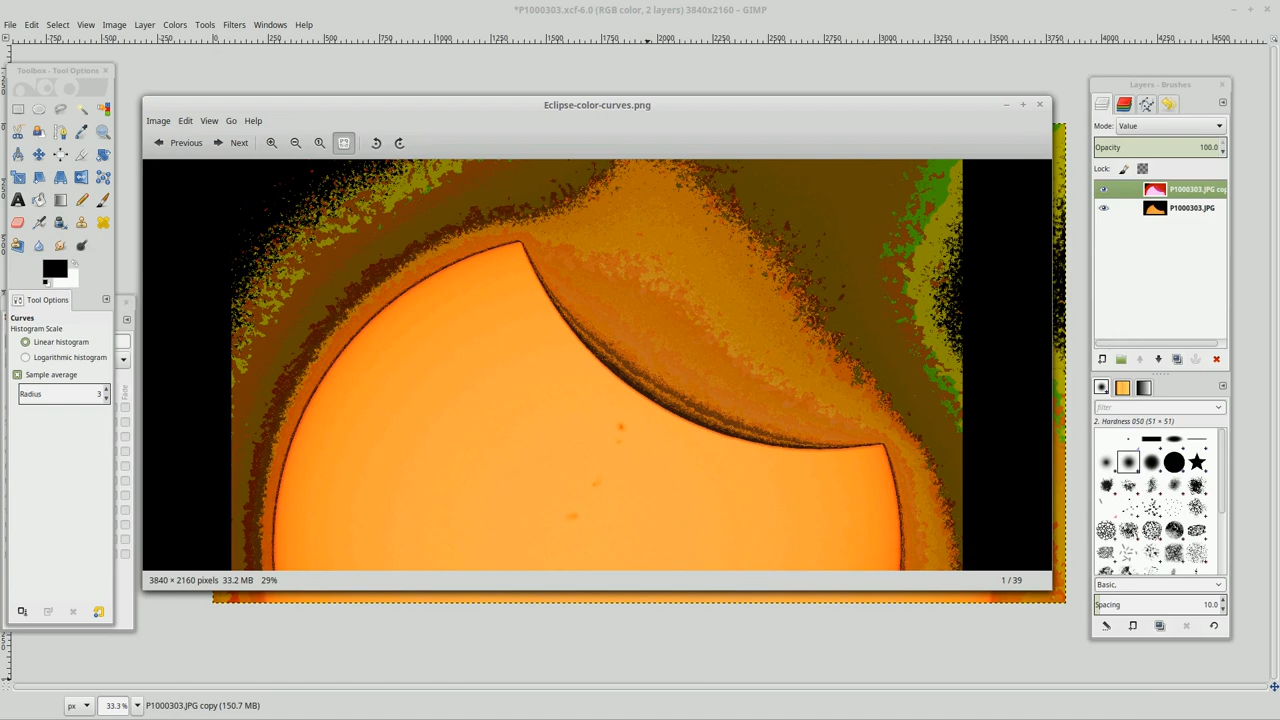 *P1000303.xcf-6.0 (RGB color, 2 layers) 3840x2160 – GIMP
File Edit Select View Image Layer Colors Tools Filters Windows Help
Toolbox - Tool Options
Tool Options
Curves
Histogram Scale
Linear histogram
Logarithmic histogram
Sample average
Radius 3
Fade
Eclipse-color-curves.png
Image Edit View Go Help
Previous Next
3840 × 2160 pixels 33.2 MB 29% 1 / 39
Layers - Brushes
Mode: Value
Opacity 100.0
Lock:
P1000303.JPG cop
P1000303.JPG
filter
2. Hardness 050 (51 × 51)
Basic,
Spacing 10.0
px 33.3 % P1000303.JPG copy (150.7 MB)